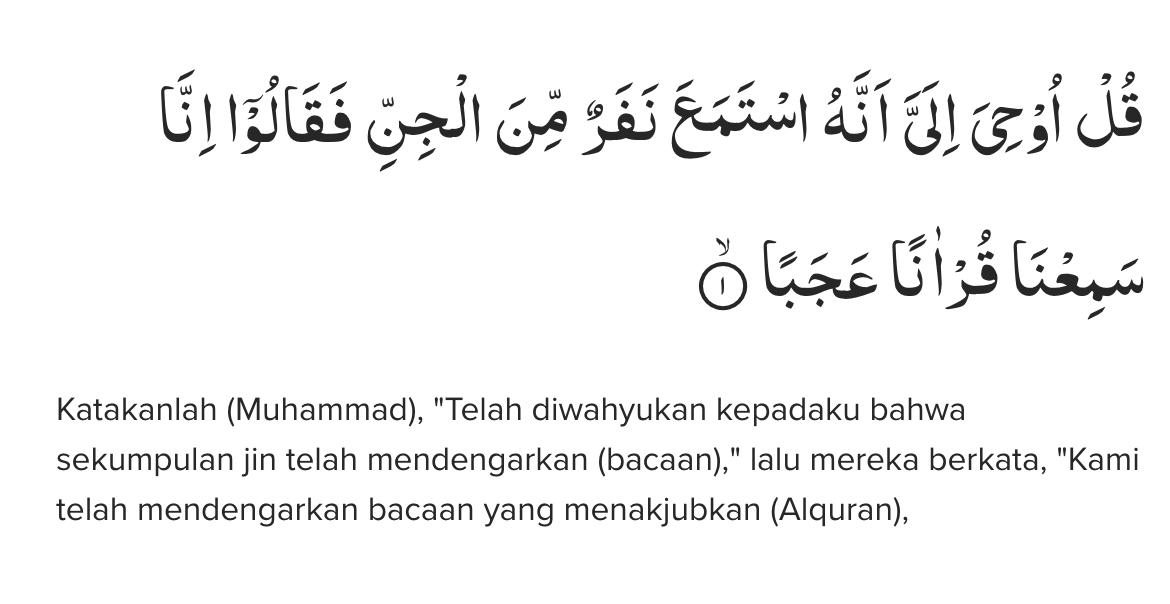 قُلْ اُوْحِيَ اِلَيَّ اَنَّهُ اسْتَمَعَ نَفَرٌ مِّنَ الْجِنِّ فَقَالُوْٓا اِنَّا
سَمِعْنَا قُرْاٰنًا عَجَبًا ۙ ١
Katakanlah (Muhammad), "Telah diwahyukan kepadaku bahwa
sekumpulan jin telah mendengarkan (bacaan)," lalu mereka berkata, "Kami
telah mendengarkan bacaan yang menakjubkan (Alquran),